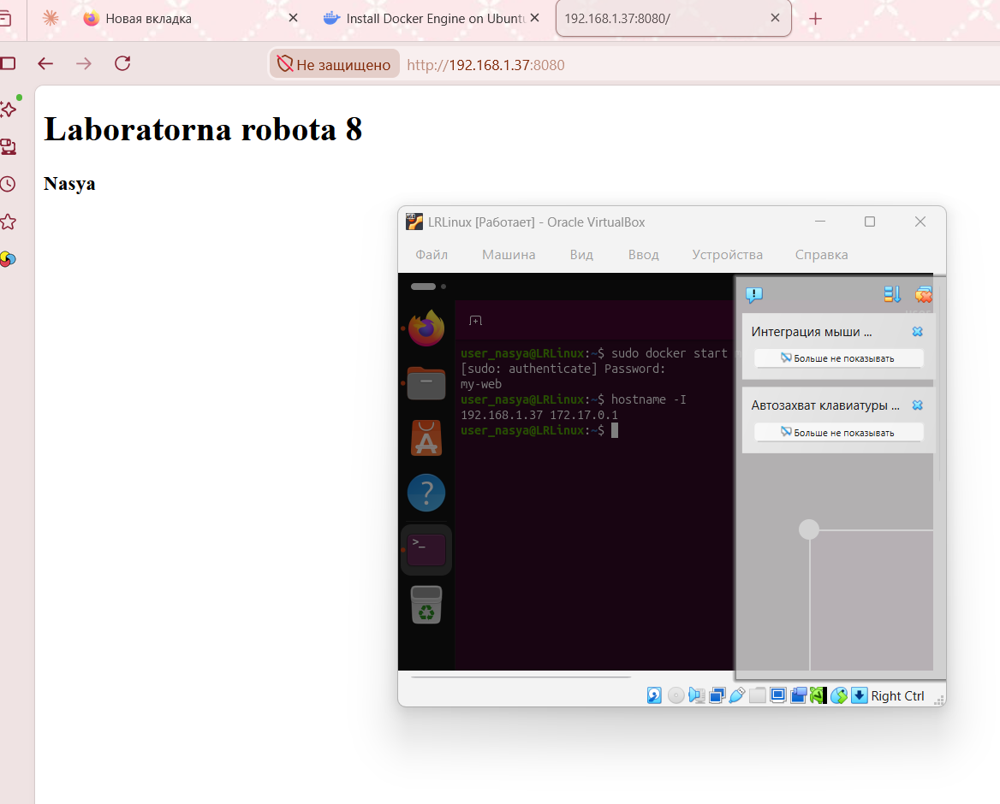 Новая вкладка
Install Docker Engine on Ubunt
192.168.1.37:8080/
Не защищено
http://192.168.1.37:8080
Laboratorna robota 8
Nasya
LRLinux [Работает] - Oracle VirtualBox
Файл Машина Вид Ввод Устройства Справка
user_nasya@LRLinux:~$ sudo docker start
[sudo: authenticate] Password:
my-web
user_nasya@LRLinux:~$ hostname -I
192.168.1.37 172.17.0.1
user_nasya@LRLinux:~$
Интеграция мыши ...
Больше не показывать
Автозахват клавиатуры ...
Больше не показывать
Right Ctrl